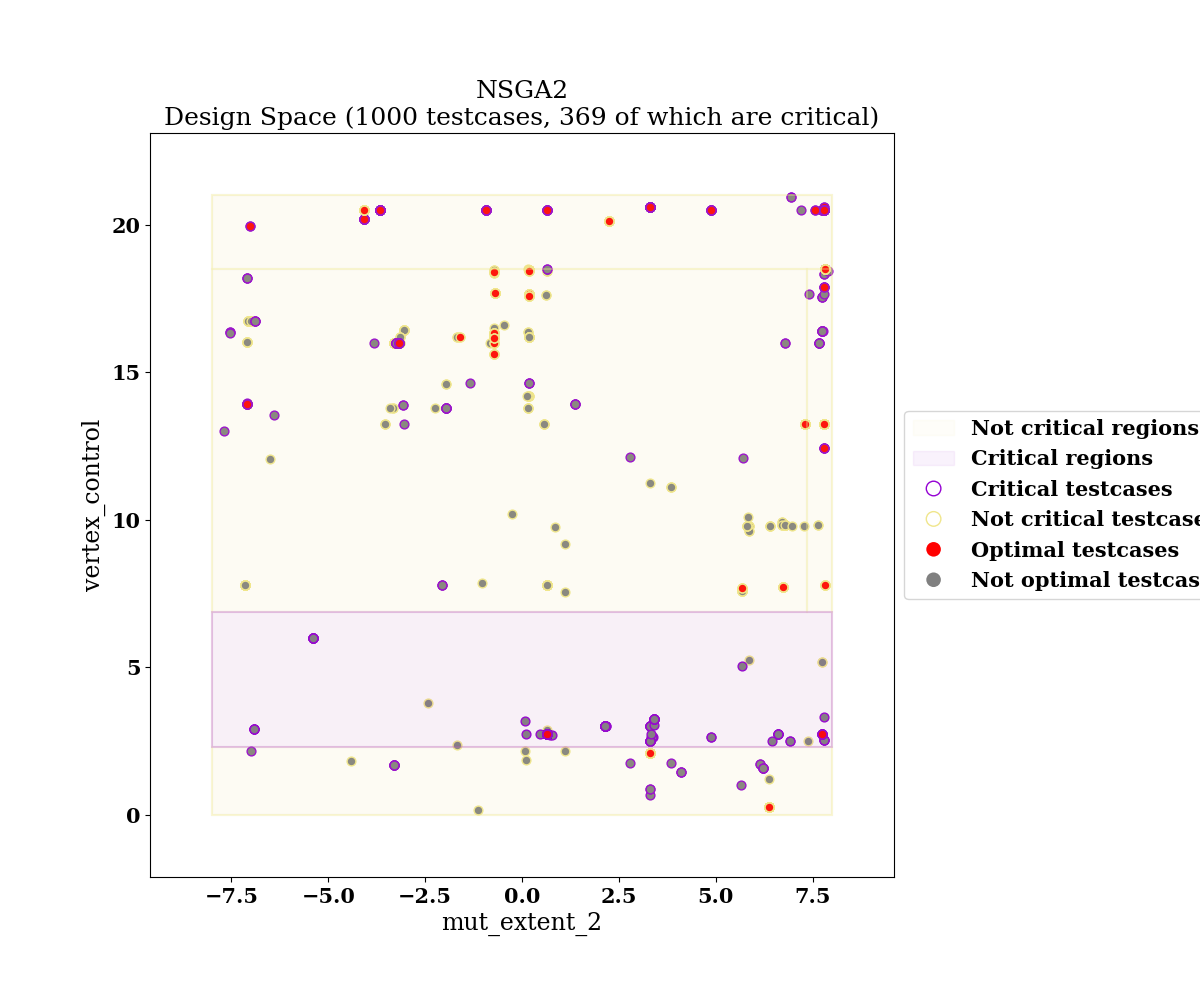 NSGA2
Design Space (1000 testcases, 369 of which are critical)
vertex_control
20
15
10
5
0
−7.5 −5.0 −2.5 0.0 2.5 5.0 7.5
mut_extent_2
Not critical regions
Critical regions
Critical testcases
Not critical testcase
Optimal testcases
Not optimal testcas